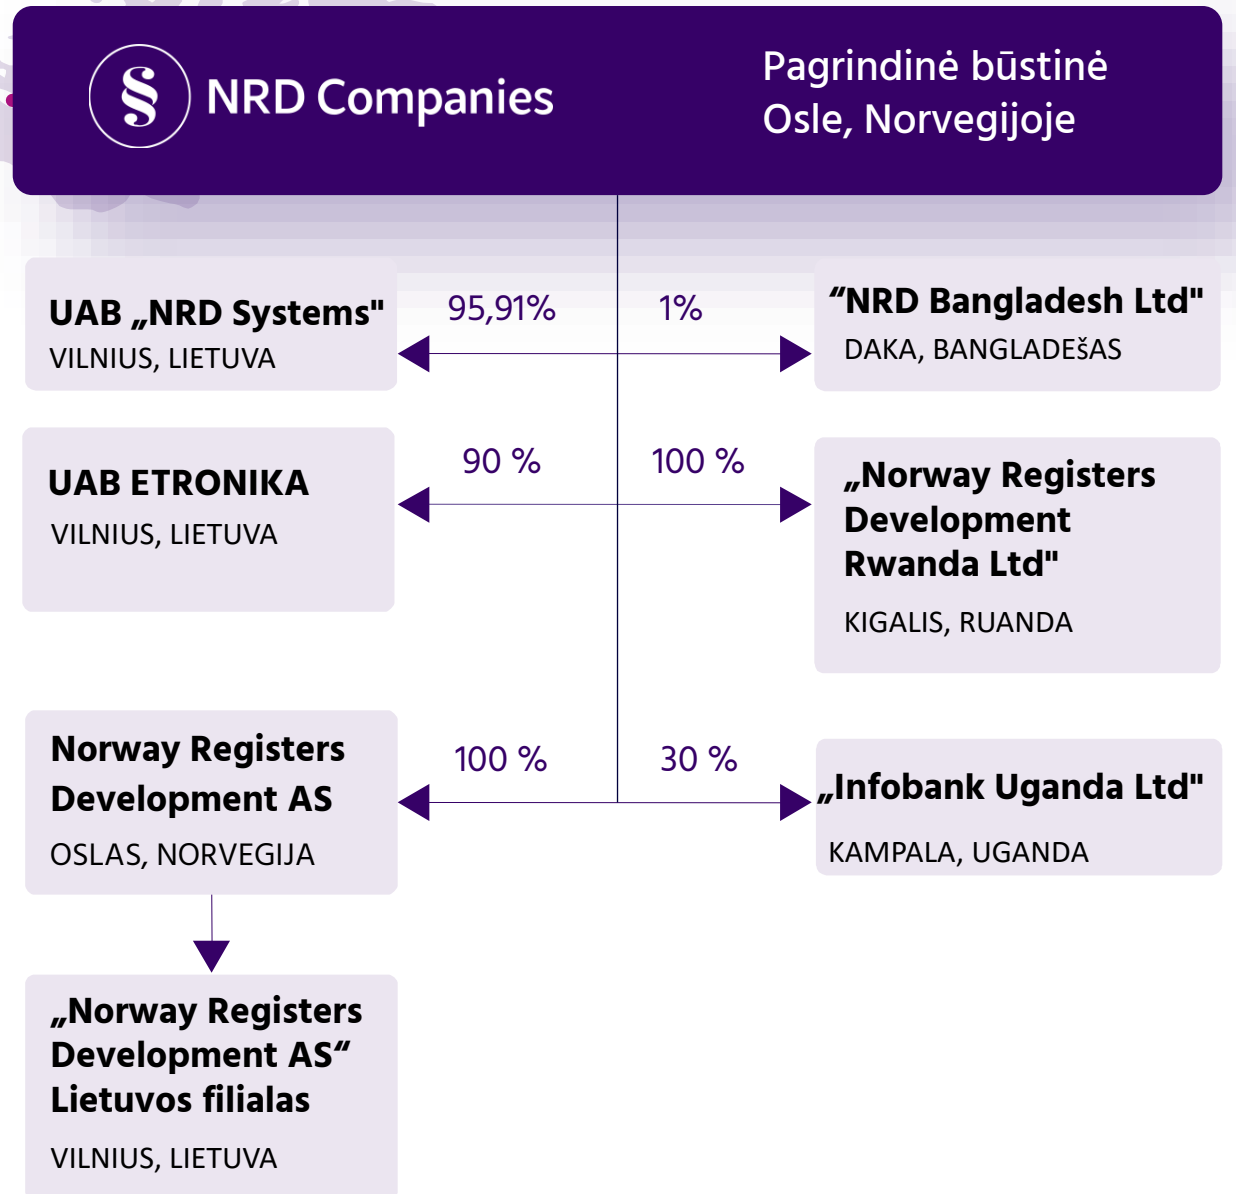 NRD Companies
Pagrindinė būstinė
Osle, Norvegijoje
UAB „NRD Systems"
VILNIUS, LIETUVA
95,91%
1%
“NRD Bangladesh Ltd"
DAKA, BANGLADEšAS
UAB ETRONIKA
VILNIUS, LIETUVA
90 %
100 %
„Norway Registers
Development
Rwanda Ltd"
KIGALIS, RUANDA
Norway Registers
Development AS
OSLAS, NORVEGIJA
100 %
30 %
„Infobank Uganda Ltd"
KAMPALA, UGANDA
„Norway Registers
Development AS“
Lietuvos filialas
VILNIUS, LIETUVA